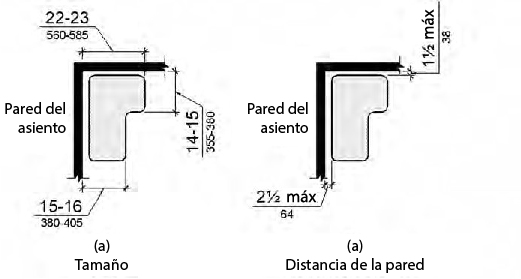 22-23
560-585
Pared del
asiento
14-15
355-380
15-16
380-405
(a)
Tamaño
1½ máx
38
Pared del
asiento
2½ máx
64
(a)
Distancia de la pared